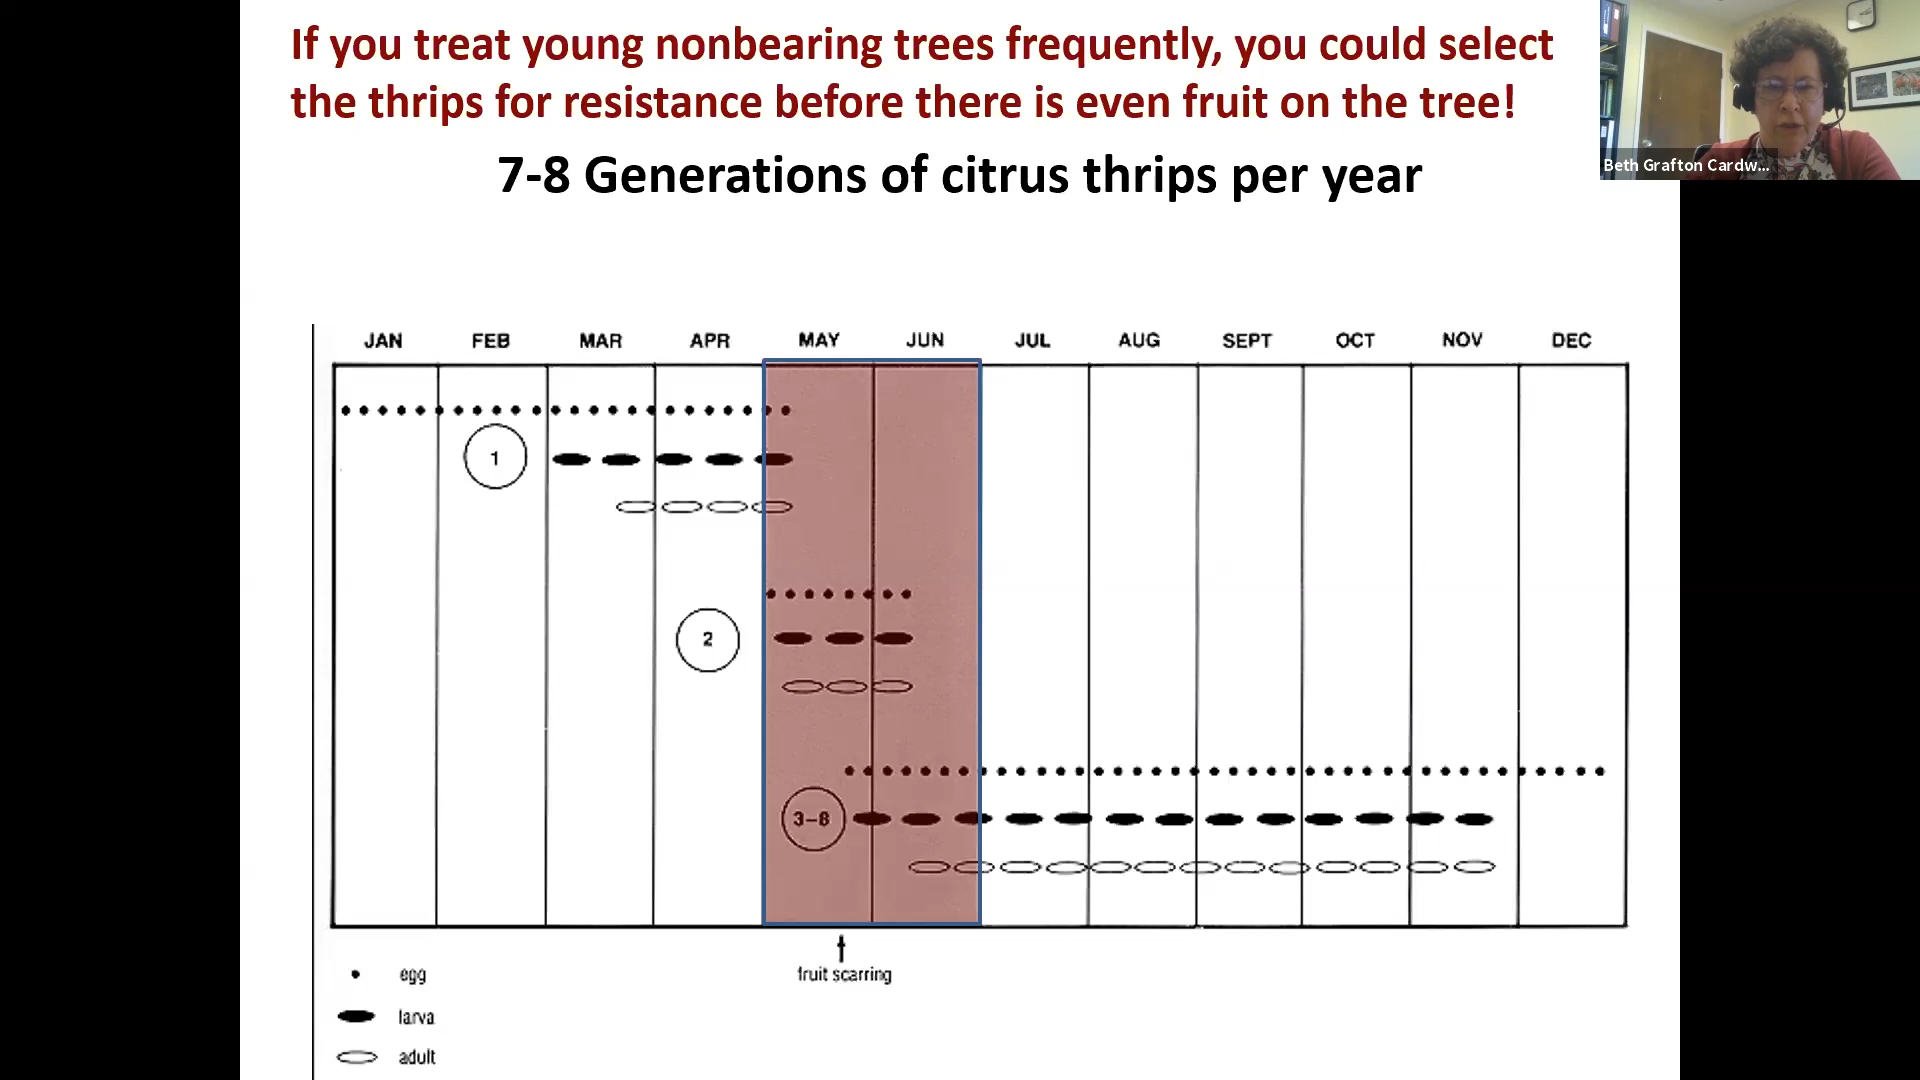 If you treat young nonbearing trees frequently, you could select
the thrips for resistance before there is even fruit on the tree!
Beth Grafton Cardw...
7-8 Generations of citrus thrips per year
JAN FEB MAR APR MAY JUN JUL AUG SEPT OCT NOV DEC
1
2
3–8
fruit scarring
egg
larva
adult